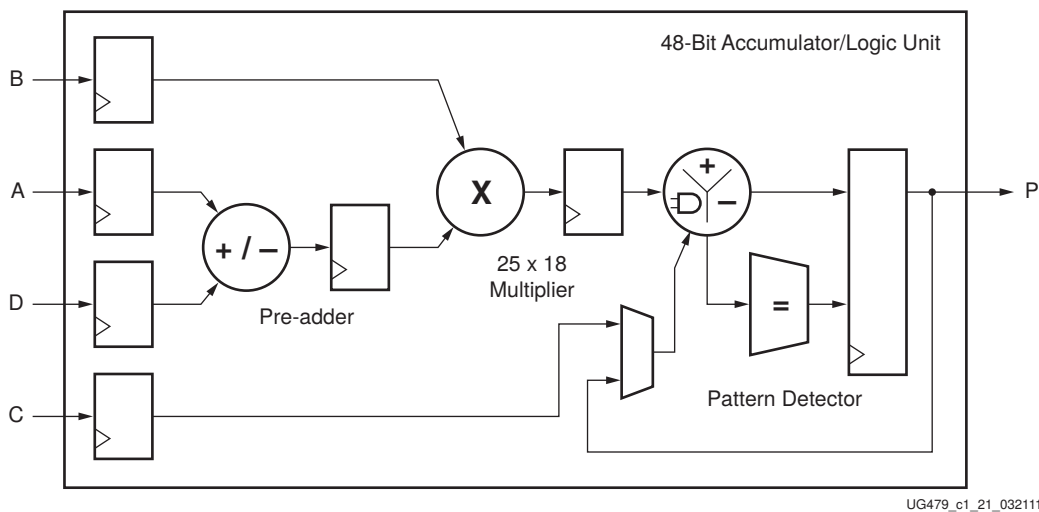 48-Bit Accumulator/Logic Unit
B
A
X
+
–
P
+ / –
25 x 18
Multiplier
D
Pre-adder
=
C
Pattern Detector
UG479_c1_21_032111